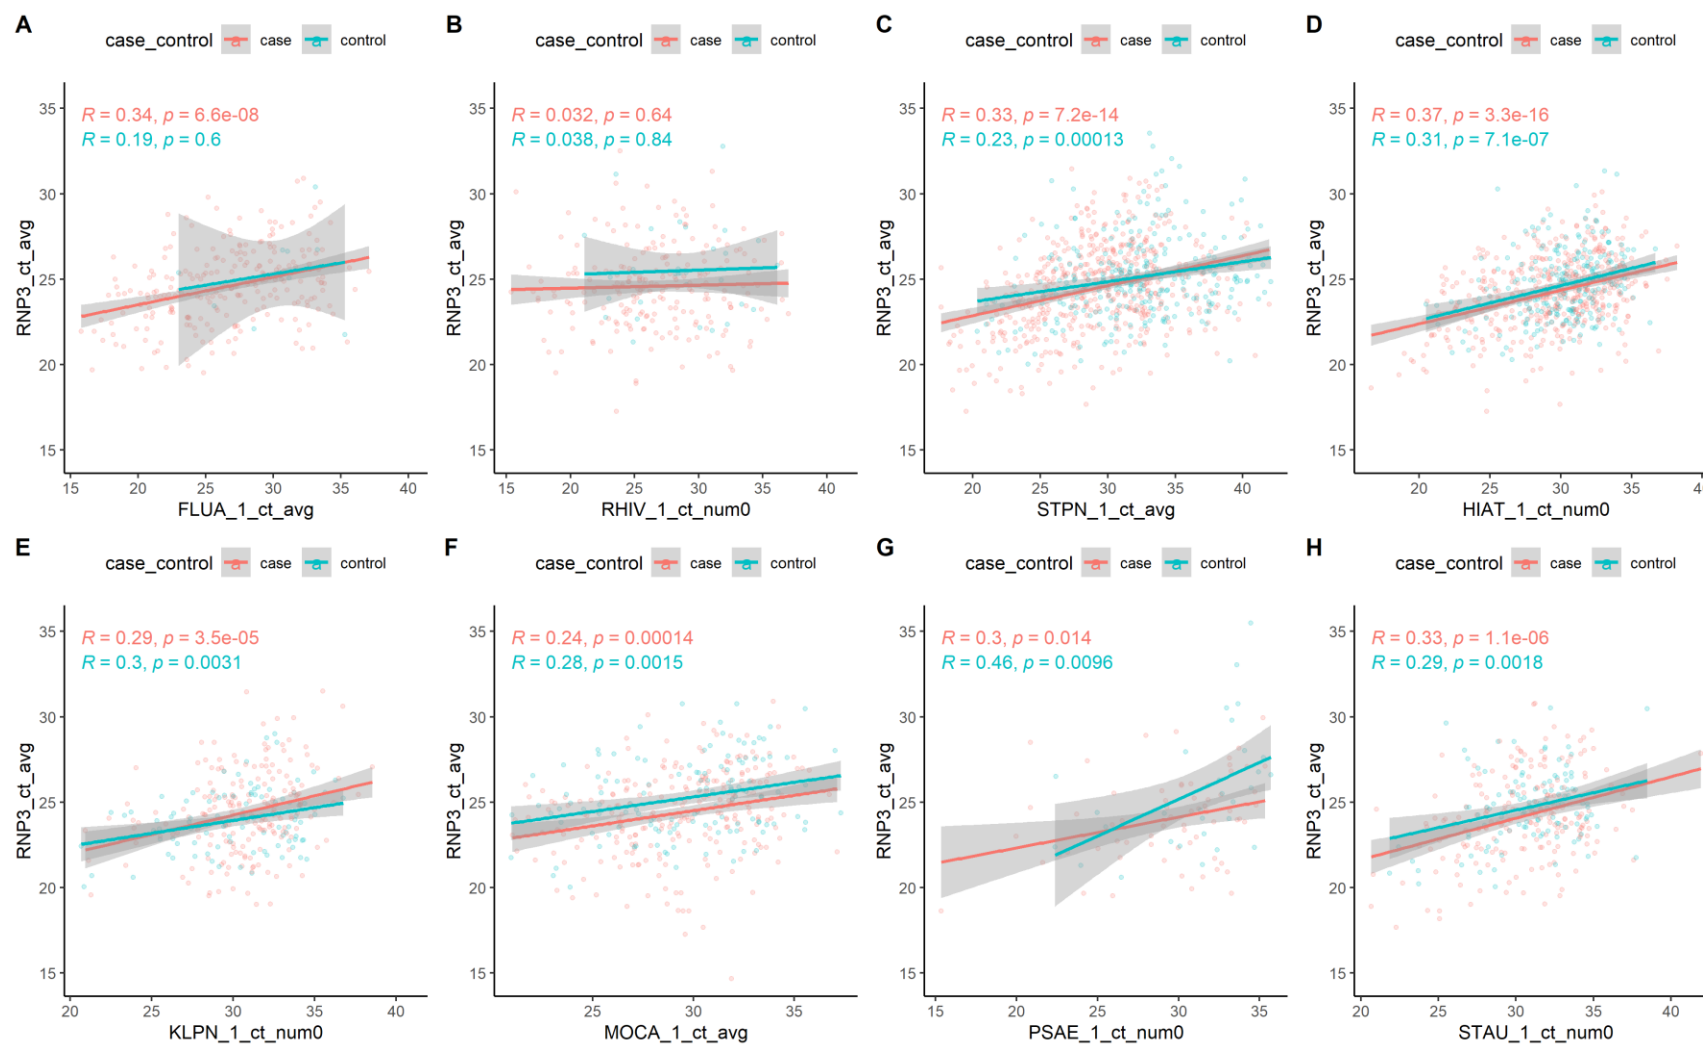 A
case_control a case a control
R = 0.34, p = 6.6e-08
R = 0.19, p = 0.6
35
30
25
20
15
RNP3_ct_avg
15 20 25 30 35 40
FLUA_1_ct_avg
B
case_control a case a control
R = 0.032, p = 0.64
R = 0.038, p = 0.84
35
30
25
20
15
RNP3_ct_avg
15 20 25 30 35 40
RHIV_1_ct_num0
C
case_control a case a control
R = 0.33, p = 7.2e-14
R = 0.23, p = 0.00013
35
30
25
20
15
RNP3_ct_avg
20 25 30 35 40
STPN_1_ct_avg
D
case_control a case a control
R = 0.37, p = 3.3e-16
R = 0.31, p = 7.1e-07
35
30
25
20
15
RNP3_ct_avg
20 25 30 35 40
HIAT_1_ct_num0
E
case_control a case a control
R = 0.29, p = 3.5e-05
R = 0.3, p = 0.0031
35
30
25
20
15
RNP3_ct_avg
20 25 30 35 40
KLPN_1_ct_num0
F
case_control a case a control
R = 0.24, p = 0.00014
R = 0.28, p = 0.0015
35
30
25
20
15
RNP3_ct_avg
25 30 35
MOCA_1_ct_avg
G
case_control a case a control
R = 0.3, p = 0.014
R = 0.46, p = 0.0096
35
30
25
20
15
RNP3_ct_avg
15 20 25 30 35
PSAE_1_ct_num0
H
case_control a case a control
R = 0.33, p = 1.1e-06
R = 0.29, p = 0.0018
35
30
25
20
15
RNP3_ct_avg
20 25 30 35 40
STAU_1_ct_num0